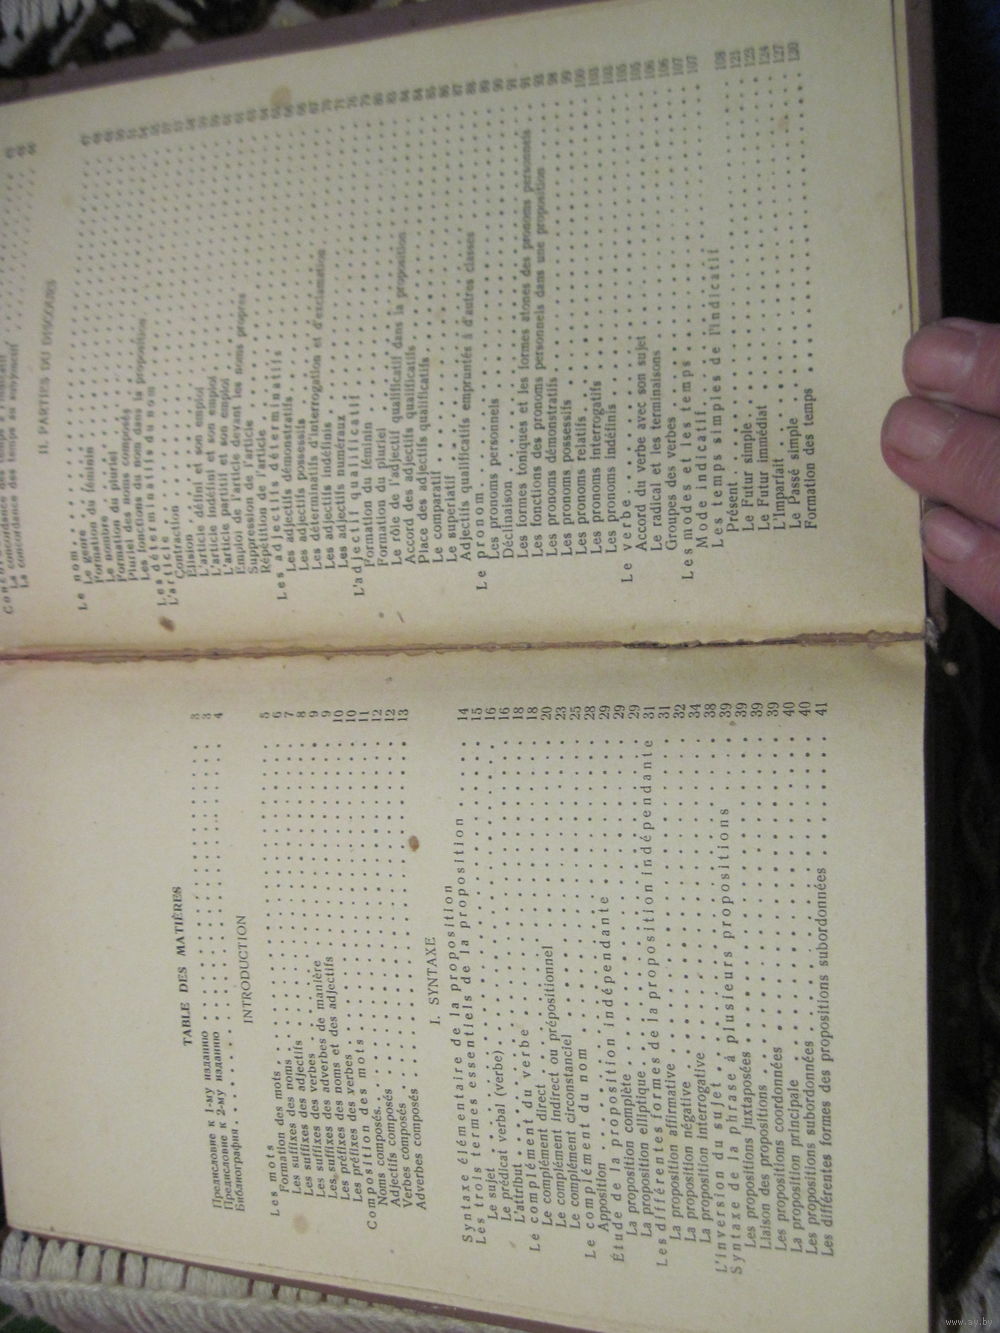 TABLE DES MATIÈRES
Предисловие к 1-му изданию . . . 3
Предисловие к 2-му изданию . . . 3
Библиография . . . 4
INTRODUCTION
Les mots . . . 5
Formation des mots . . . 6
Les suffixes des noms . . . 7
Les suffixes des adjectifs . . . 8
Les suffixes des verbes . . . 9
Les suffixes des adverbes de manière . . . 9
Les préfixes des noms et des adjectifs . . . 10
Les préfixes des verbes . . . 10
Composition des mots . . . 11
Noms composés . . . 12
Adjectifs composés . . . 12
Verbes composés . . . 13
Adverbes composés
I. SYNTAXE
Syntaxe élémentaire de la proposition . . . 14
Les trois termes essentiels de la proposition . . . 15
Le sujet . . . 16
Le prédicat verbal (verbe) . . . 16
L'attribut . . . 18
Le complément du verbe . . . 18
Le complément direct . . . 20
Le complément indirect ou prépositionnel . . . 23
Le complément circonstanciel . . . 25
Le complément du nom . . . 28
Apposition . . . 29
Étude de la proposition indépendante . . . 29
La proposition complète . . . 29
La proposition elliptique . . . 31
Les différentes formes de la proposition indépendante 31
La proposition affirmative . . . 32
La proposition négative . . . 34
La proposition interrogative . . . 38
L'inversion du sujet . . . 39
Syntaxe de la phrase à plusieurs propositions . . . 39
Les propositions juxtaposées . . . 39
Liaison des propositions . . . 39
Les propositions coordonnées . . . 40
La proposition principale . . . 40
Les propositions subordonnées . . . 41
Les différentes formes des propositions subordonnées
La concordance des temps au subjonctif
II. PARTIES DU DISCOURS
Le nom
Le genre
Formation du féminin
Le nombre
Formation du pluriel
Pluriel des noms composés
Les fonctions du nom dans la proposition
Les déterminatifs du nom
L'article
Contraction
Élision
L'article défini et son emploi
L'article indéfini et son emploi
L'article partitif et son emploi
Emploi de l'article devant les noms propres
Suppression de l'article
Répétition de l'article
Les adjectifs déterminatifs
Les adjectifs démonstratifs
Les adjectifs possessifs
Les déterminatifs d'interrogation et d'exclamation
Les adjectifs indéfinis
Les adjectifs numéraux
L'adjectif qualificatif
Formation du féminin
Formation du pluriel
Le rôle de l'adjectif qualificatif dans la proposition
Accord des adjectifs qualificatifs
Place des adjectifs qualificatifs
Le comparatif
Le superlatif
Adjectifs qualificatifs empruntés à d'autres classes
Le pronom
Les pronoms personnels
Déclinaison
Les formes toniques et les formes atones des pronoms personnels
Les fonctions des pronoms personnels dans une proposition
Les pronoms démonstratifs
Les pronoms possessifs
Les pronoms relatifs
Les pronoms interrogatifs
Les pronoms indéfinis
Le verbe
Accord du verbe avec son sujet
Le radical et les terminaisons
Groupes des verbes
Les modes et les temps
Mode indicatif
Les temps simples de l'indicatif
Présent
Le Futur simple
Le Futur immédiat
L'Imparfait
Le Passé simple
Formation des temps
www.ay.by